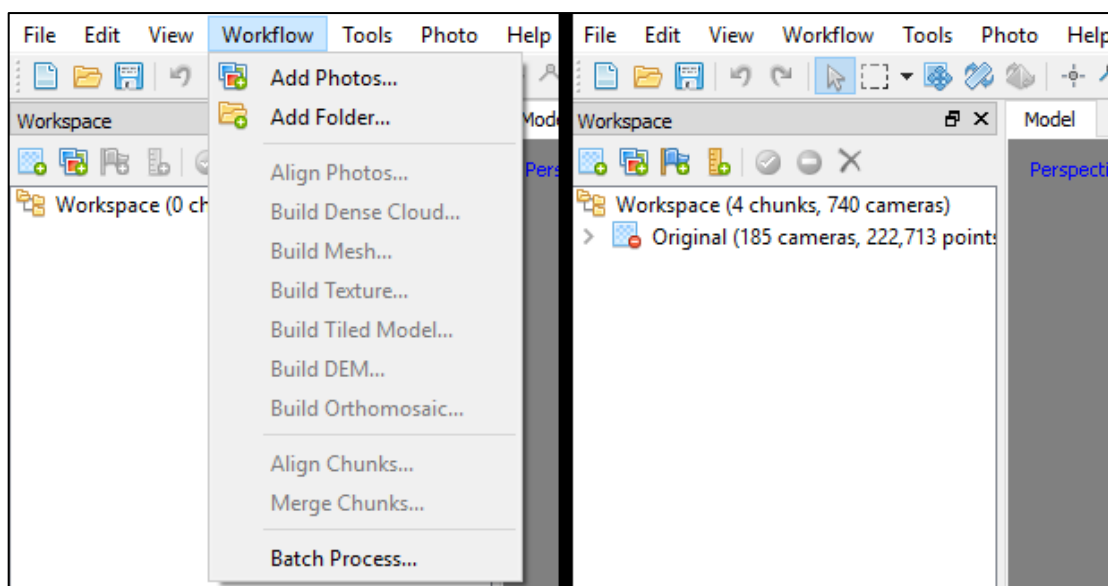 File Edit View Workflow Tools Photo Help
Add Photos...
Workspace
Add Folder...
Mode
Align Photos...
Pers
Workspace (0 ch
Build Dense Cloud...
Build Mesh...
Build Texture...
Build Tiled Model...
Build DEM...
Build Orthomosaic...
Align Chunks...
Merge Chunks...
Batch Process...
File Edit View Workflow Tools Photo Help
Workspace
Model
Perspecti
Workspace (4 chunks, 740 cameras)
Original (185 cameras, 222,713 points